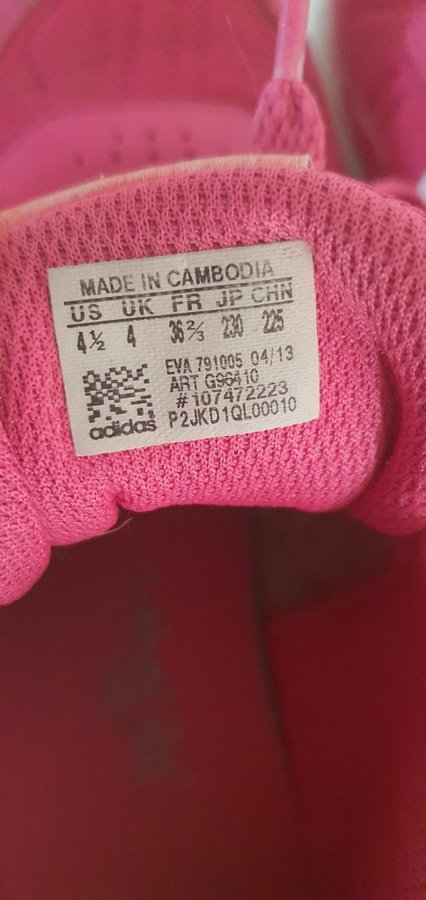 MADE IN CAMBODIA
US UK FR JP CHN
4½ 4 36⅔ 230 225
EVA 791005 04/13
ART G96410
#107472223
P2JKD1QL00010
adidas